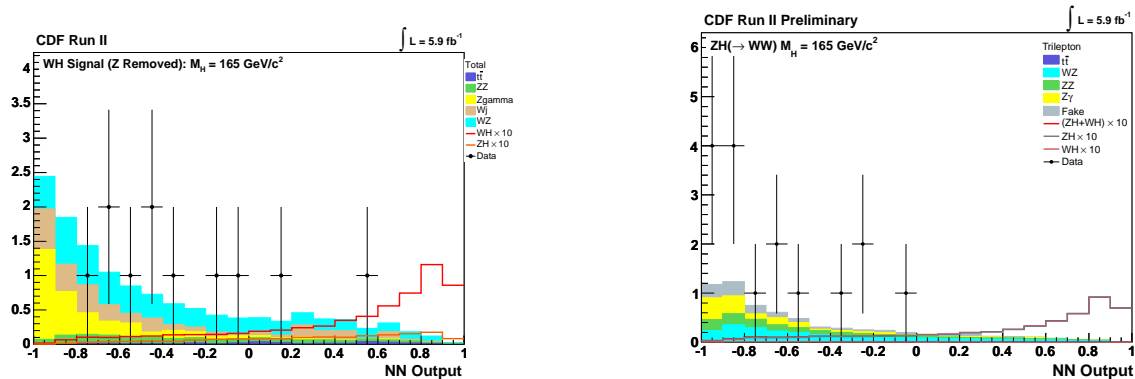 CDF Run II
∫ L = 5.9 fb⁻¹
WH Signal (Z Removed): M_H = 165 GeV/c²
Total
tt̄
ZZ
Zgamma
Wj
WZ
WH × 10
ZH × 10
Data
4
3.5
3
2.5
2
1.5
1
0.5
0
-1 -0.8 -0.6 -0.4 -0.2 0 0.2 0.4 0.6 0.8 1
NN Output
CDF Run II Preliminary
∫ L = 5.9 fb⁻¹
ZH(→ WW) M_H = 165 GeV/c²
Trilepton
tt̄
WZ
ZZ
Zγ
Fake
(ZH+WH) × 10
ZH × 10
WH × 10
Data
6
5
4
3
2
1
0
-1 -0.8 -0.6 -0.4 -0.2 0 0.2 0.4 0.6 0.8 1
NN Output